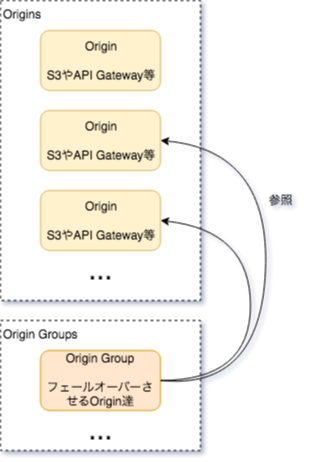 Origins
Origin
S3やAPI Gateway等
Origin
S3やAPI Gateway等
参照
Origin
S3やAPI Gateway等
...
Origin Groups
Origin Group
フェールオーバーさ
せるOrigin達
...